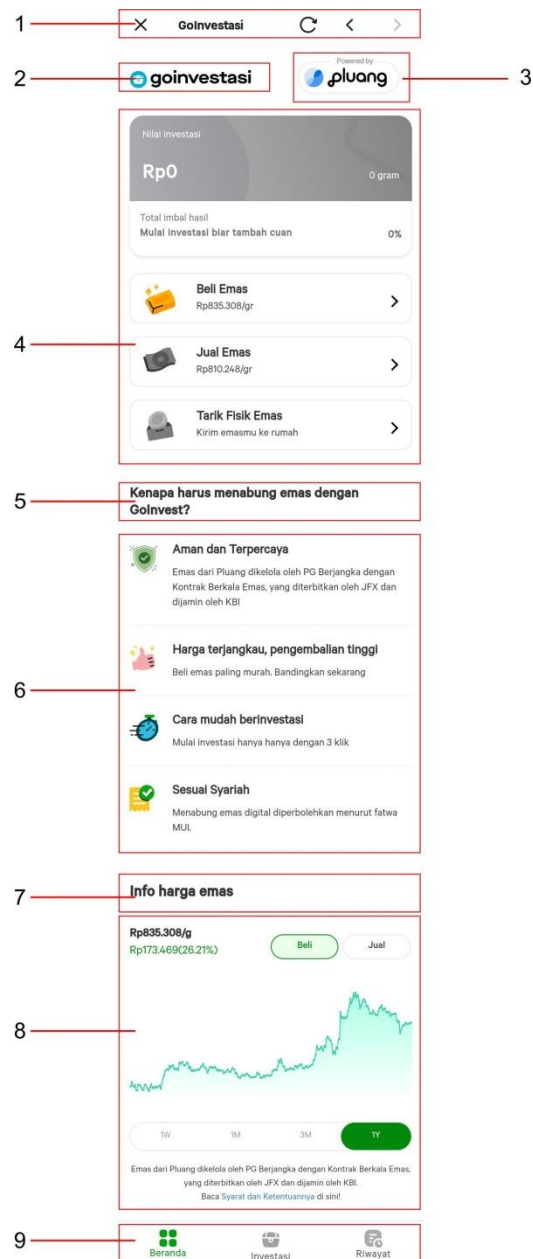 1
GoInvestasi
2
goinvestasi
Powered by
pluang
3
Nilai investasi
Rp0
0 gram
Total imbal hasil
Mulai investasi biar tambah cuan
0%
Beli Emas
Rp835.308/gr
4
Jual Emas
Rp810.248/gr
Tarik Fisik Emas
Kirim emasmu ke rumah
5
Kenapa harus menabung emas dengan
GoInvest?
Aman dan Terpercaya
Emas dari Pluang dikelola oleh PG Berjangka dengan
Kontrak Berkala Emas, yang diterbitkan oleh JFX dan
dijamin oleh KBI
Harga terjangkau, pengembalian tinggi
Beli emas paling murah. Bandingkan sekarang
6
Cara mudah berinvestasi
Mulai investasi hanya hanya dengan 3 klik
Sesuai Syariah
Menabung emas digital diperbolehkan menurut fatwa
MUI.
7
Info harga emas
Rp835.308/g
Rp173.469(26.21%)
Beli
Jual
8
1W
1M
3M
1Y
Emas dari Pluang dikelola oleh PG Berjangka dengan Kontrak Berkala Emas,
yang diterbitkan oleh JFX dan dijamin oleh KBI.
Baca Syarat dan Ketentuannya di sini!
9
Beranda
Investasi
Riwayat